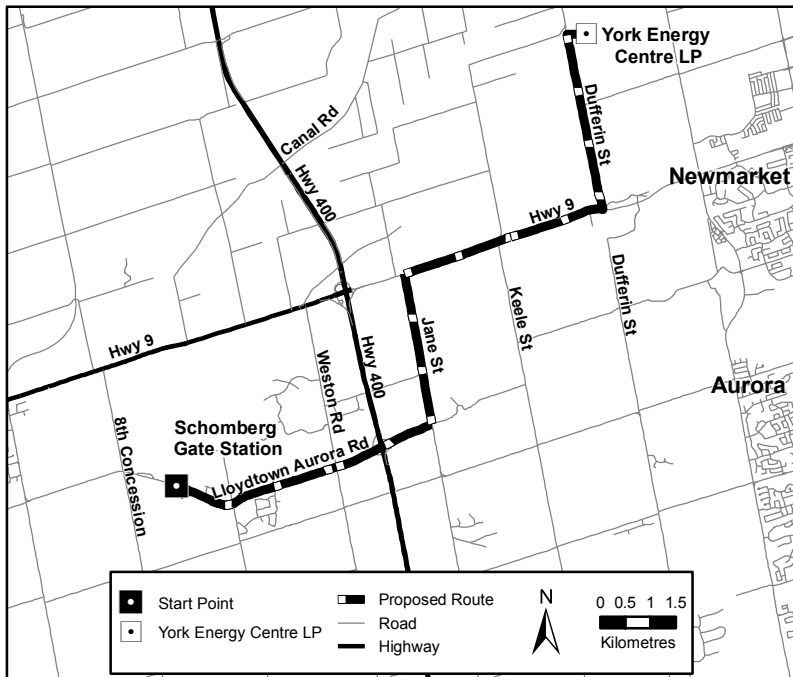 York Energy
Centre LP
Dufferin St
Canal Rd
Hwy 400
Newmarket
Hwy 9
Dufferin St
Keele St
Hwy 9
Hwy 400
Jane St
Weston Rd
Aurora
Schomberg
Gate Station
8th Concession
Lloydtown Aurora Rd
Start Point
York Energy Centre LP
Proposed Route
Road
Highway
N
0 0.5 1 1.5
Kilometres